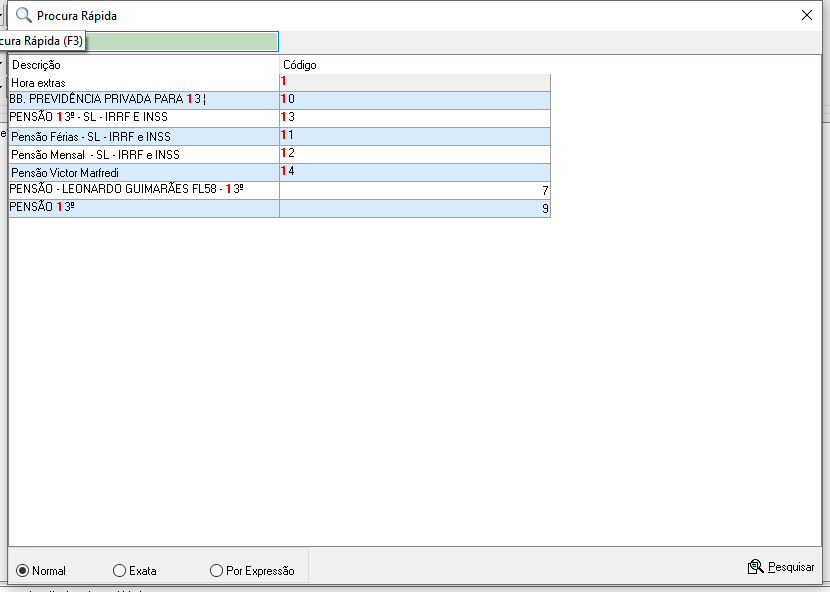 Procura Rápida
cura Rápida (F3)
Descrição Código
Hora extras 1
BB. PREVIDÊNCIA PRIVADA PARA 13¦ 10
PENSÃO 13º - SL - IRRF E INSS 13
Pensão Férias - SL - IRRF e INSS 11
Pensão Mensal - SL - IRRF e INSS 12
Pensão Victor Marfredi 14
PENSÃO - LEONARDO GUIMARÃES FL58 - 13º 7
PENSÃO 13º 9
Normal Exata Por Expressão Pesquisar